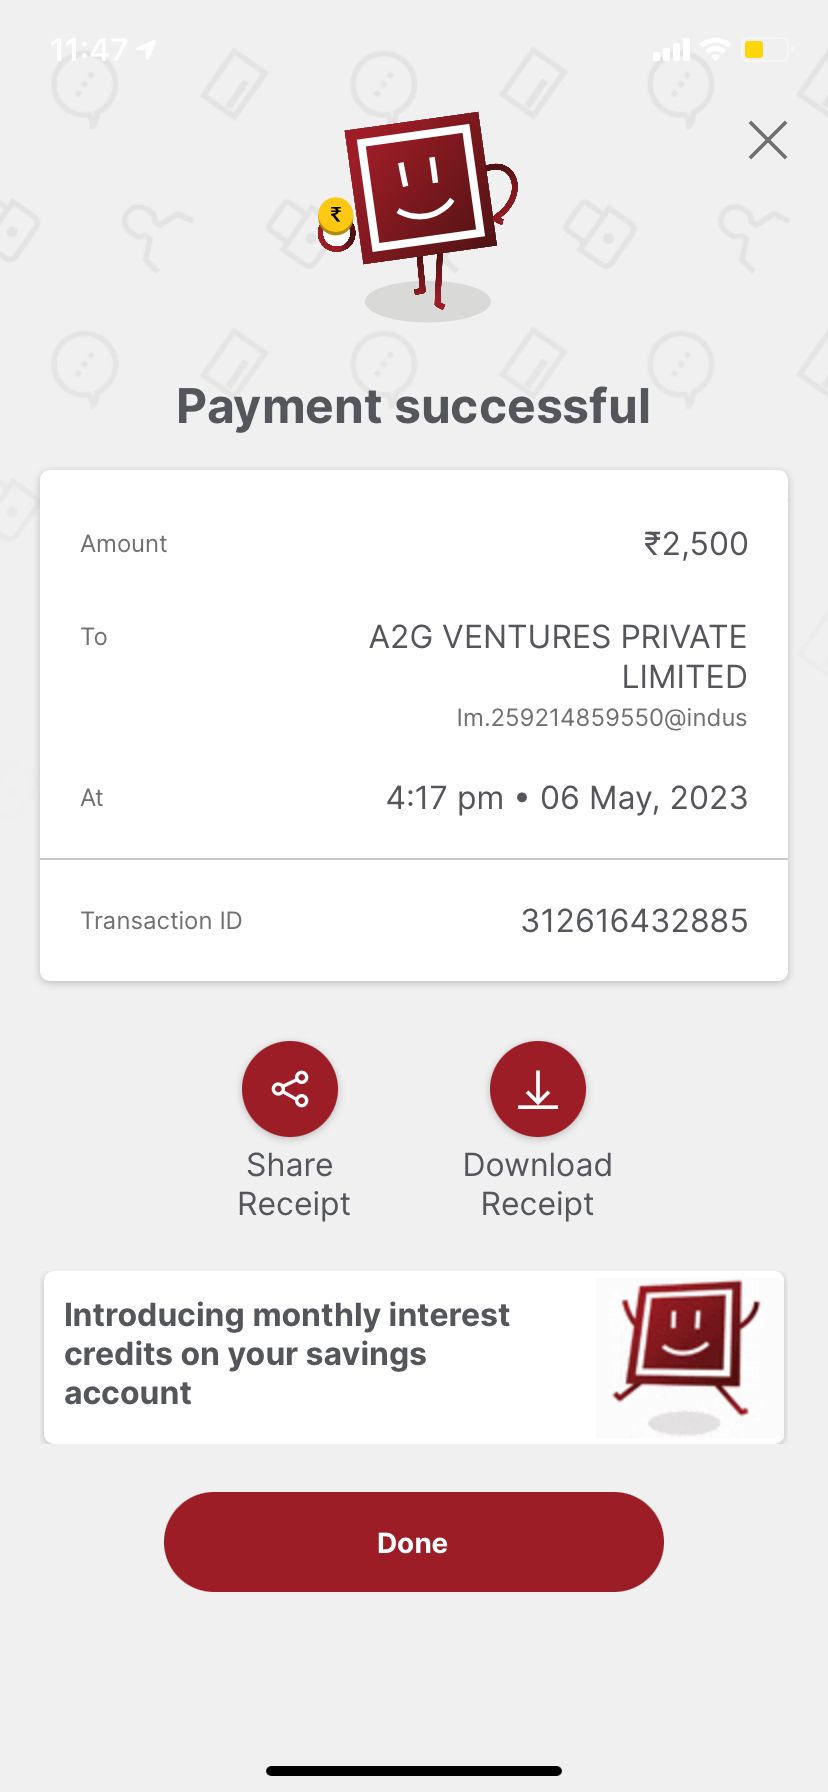 11:47
₹
Payment successful
Amount
₹2,500
To
A2G VENTURES PRIVATE
LIMITED
Im.259214859550@indus
At
4:17 pm • 06 May, 2023
Transaction ID
312616432885
Share
Receipt
Download
Receipt
Introducing monthly interest
credits on your savings
account
Done